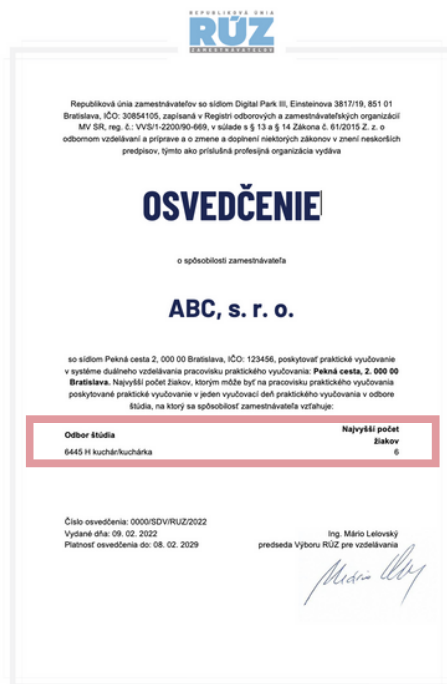 REPUBLIKOVÁ ÚNIA
RÚZ
ZAMESTNÁVATEĽOV
Republiková únia zamestnávateľov so sídlom Digital Park III, Einsteinova 3817/19, 851 01
Bratislava, IČO: 30854105, zapísaná v Registri odborových a zamestnávateľských organizácií
MV SR, reg. č.: VVS/1-2200/90-669, v súlade s § 13 a § 14 Zákona č. 61/2015 Z. z. o
odbornom vzdelávaní a príprave a o zmene a doplnení niektorých zákonov v znení neskorších
predpisov, týmto ako príslušná profesijná organizácia vydáva
OSVEDČENIE
o spôsobilosti zamestnávateľa
ABC, s. r. o.
so sídlom Pekná cesta 2, 000 00 Bratislava, IČO: 123456, poskytovať praktické vyučovanie
v systéme duálneho vzdelávania pracovisku praktického vyučovania: Pekná cesta, 2. 000 00
Bratislava. Najvyšší počet žiakov, ktorým môže byť na pracovisku praktického vyučovania
poskytované praktické vyučovanie v jeden vyučovací deň praktického vyučovania v odbore
štúdia, na ktorý sa spôsobilosť zamestnávateľa vzťahuje:
Odbor štúdia Najvyšší počet
žiakov
6445 H kuchár/kuchárka 6
Číslo osvedčenia: 0000/SDV/RUZ/2022
Vydané dňa: 09. 02. 2022 Ing. Mário Lelovský
Platnosť osvedčenia do: 08. 02. 2029 predseda Výboru RÚZ pre vzdelávania